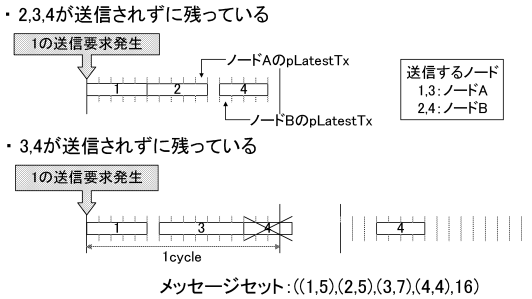 ・2,3,4が送信されずに残っている
1の送信要求発生
ノードAのpLatestTx
1
2
4
ノードBのpLatestTx
送信するノード
1,3：ノードA
2,4：ノードB
・3,4が送信されずに残っている
1の送信要求発生
1
3
4
4
1cycle
メッセージセット：((1,5),(2,5),(3,7),(4,4),16)